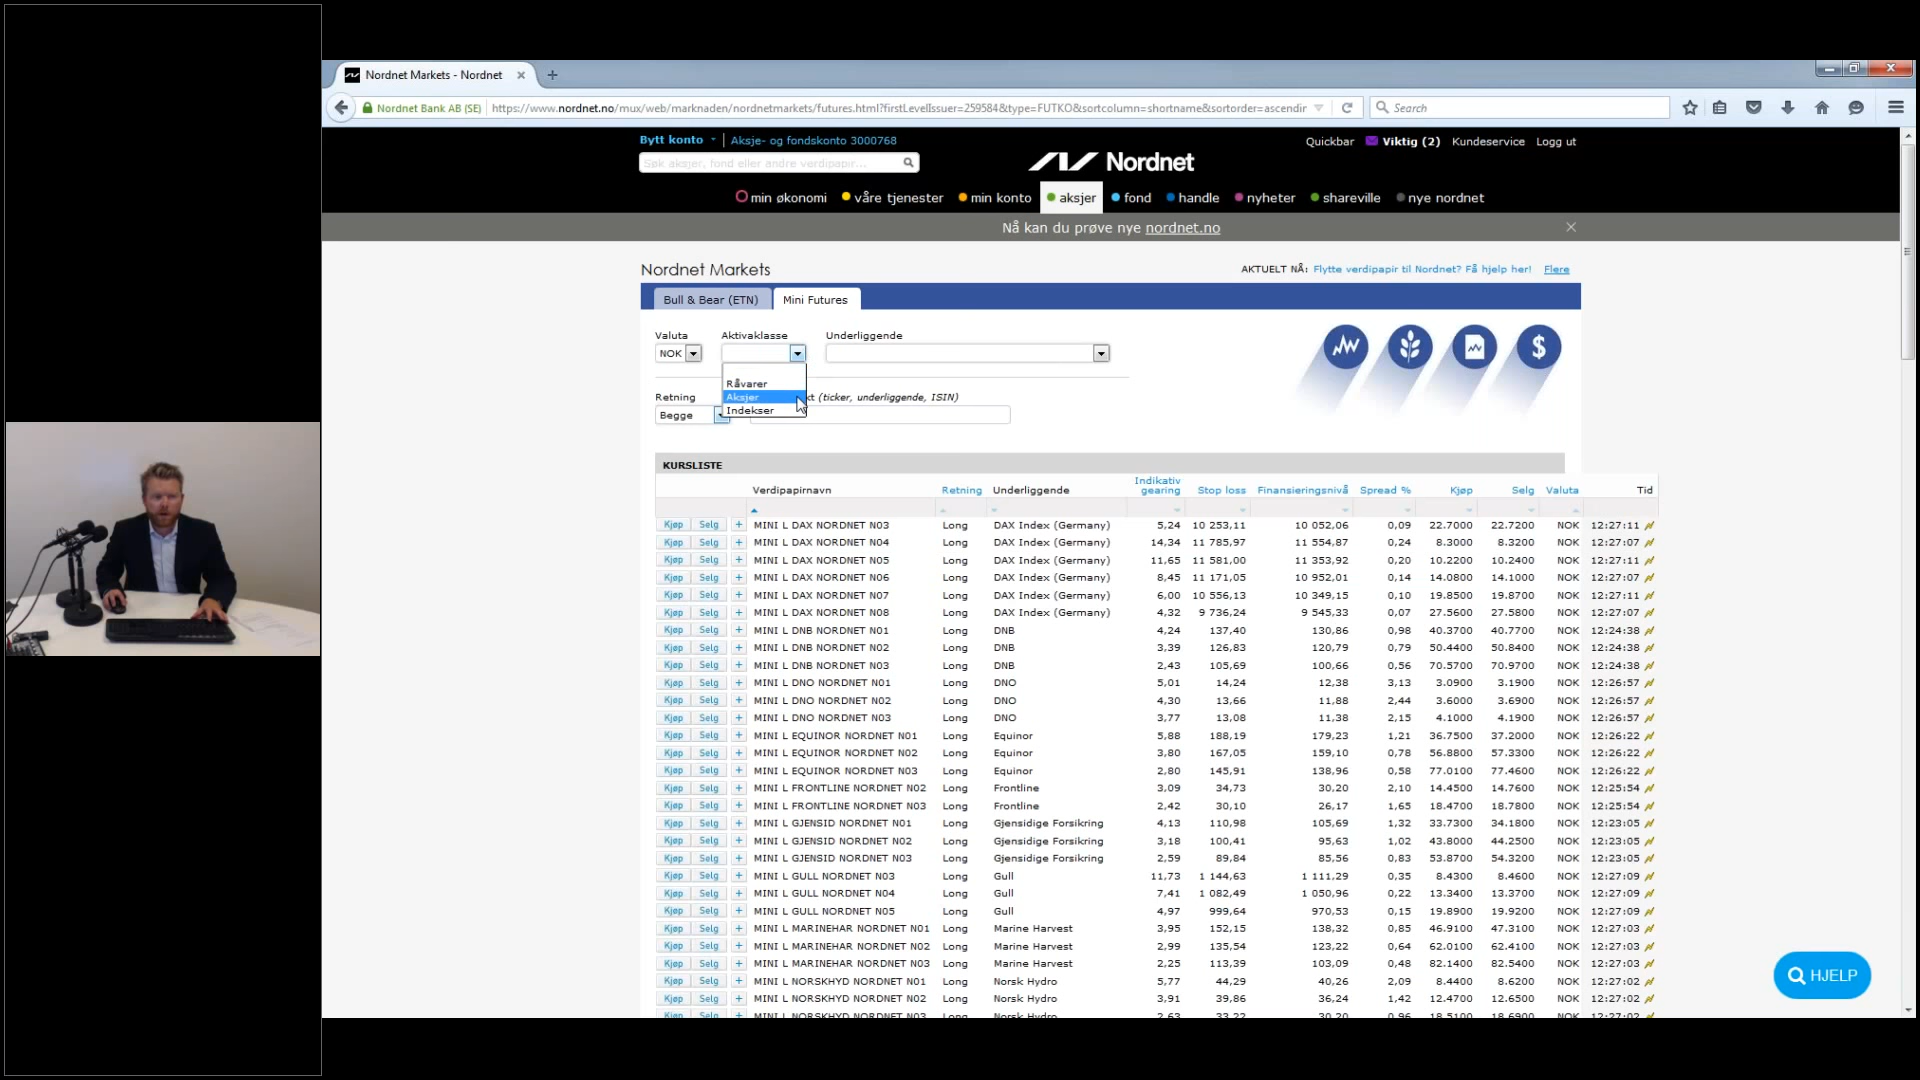 Nordnet Markets - Nordnet
Nordnet Bank AB (SE) https://www.nordnet.no/mux/web/marknaden/nordnetmarkets/futures.html?firstLevelIssuer=259584&type=FUTKO&sortcolumn=shortname&sortorder=ascendir Search
Bytt konto Aksje- og fondskonto 3000768 Quickbar Viktig (2) Kundeservice Logg ut
Søk aksjer, fond eller andre verdipapir... Nordnet
min økonomi våre tjenester min konto aksjer fond handle nyheter shareville nye nordnet
Nå kan du prøve nye nordnet.no
Nordnet Markets AKTUELT NÅ: Flytte verdipapir til Nordnet? Få hjelp her! Flere
Bull & Bear (ETN) Mini Futures
Valuta Aktivaklasse Underliggende
NOK
Råvarer
Retning Aksjer kt (ticker, underliggende, ISIN)
Begge Indekser
KURSLISTE
Verdipapirnavn Retning Underliggende Indikativ gearing Stop loss Finansieringsnivå Spread % Kjøp Selg Valuta Tid
Kjøp Selg + MINI L DAX NORDNET N03 Long DAX Index (Germany) 5,24 10 253,11 10 052,06 0,09 22.7000 22.7200 NOK 12:27:11
Kjøp Selg + MINI L DAX NORDNET N04 Long DAX Index (Germany) 14,34 11 785,97 11 554,87 0,24 8.3000 8.3200 NOK 12:27:07
Kjøp Selg + MINI L DAX NORDNET N05 Long DAX Index (Germany) 11,65 11 581,00 11 353,92 0,20 10.2200 10.2400 NOK 12:27:11
Kjøp Selg + MINI L DAX NORDNET N06 Long DAX Index (Germany) 8,45 11 171,05 10 952,01 0,14 14.0800 14.1000 NOK 12:27:07
Kjøp Selg + MINI L DAX NORDNET N07 Long DAX Index (Germany) 6,00 10 556,13 10 349,15 0,10 19.8500 19.8700 NOK 12:27:11
Kjøp Selg + MINI L DAX NORDNET N08 Long DAX Index (Germany) 4,32 9 736,24 9 545,33 0,07 27.5600 27.5800 NOK 12:27:07
Kjøp Selg + MINI L DNB NORDNET N01 Long DNB 4,24 137,40 130,86 0,98 40.3700 40.7700 NOK 12:24:38
Kjøp Selg + MINI L DNB NORDNET N02 Long DNB 3,39 126,83 120,79 0,79 50.4400 50.8400 NOK 12:24:38
Kjøp Selg + MINI L DNB NORDNET N03 Long DNB 2,43 105,69 100,66 0,56 70.5700 70.9700 NOK 12:24:38
Kjøp Selg + MINI L DNO NORDNET N01 Long DNO 5,01 14,24 12,38 3,13 3.0900 3.1900 NOK 12:26:57
Kjøp Selg + MINI L DNO NORDNET N02 Long DNO 4,30 13,66 11,88 2,44 3.6000 3.6900 NOK 12:26:57
Kjøp Selg + MINI L DNO NORDNET N03 Long DNO 3,77 13,08 11,38 2,15 4.1000 4.1900 NOK 12:26:57
Kjøp Selg + MINI L EQUINOR NORDNET N01 Long Equinor 5,88 188,19 179,23 1,21 36.7500 37.2000 NOK 12:26:22
Kjøp Selg + MINI L EQUINOR NORDNET N02 Long Equinor 3,80 167,05 159,10 0,78 56.8800 57.3300 NOK 12:26:22
Kjøp Selg + MINI L EQUINOR NORDNET N03 Long Equinor 2,80 145,91 138,96 0,58 77.0100 77.4600 NOK 12:26:22
Kjøp Selg + MINI L FRONTLINE NORDNET N02 Long Frontline 3,09 34,73 30,20 2,10 14.4500 14.7600 NOK 12:25:54
Kjøp Selg + MINI L FRONTLINE NORDNET N03 Long Frontline 2,42 30,10 26,17 1,65 18.4700 18.7800 NOK 12:25:54
Kjøp Selg + MINI L GJENSID NORDNET N01 Long Gjensidige Forsikring 4,13 110,98 105,69 1,32 33.7300 34.1800 NOK 12:23:05
Kjøp Selg + MINI L GJENSID NORDNET N02 Long Gjensidige Forsikring 3,18 100,41 95,63 1,02 43.8000 44.2500 NOK 12:23:05
Kjøp Selg + MINI L GJENSID NORDNET N03 Long Gjensidige Forsikring 2,59 89,84 85,56 0,83 53.8700 54.3200 NOK 12:23:05
Kjøp Selg + MINI L GULL NORDNET N03 Long Gull 11,73 1 144,63 1 111,29 0,35 8.4300 8.4600 NOK 12:27:09
Kjøp Selg + MINI L GULL NORDNET N04 Long Gull 7,41 1 082,49 1 050,96 0,22 13.3400 13.3700 NOK 12:27:09
Kjøp Selg + MINI L GULL NORDNET N05 Long Gull 4,97 999,64 970,53 0,15 19.8900 19.9200 NOK 12:27:09
Kjøp Selg + MINI L MARINEHAR NORDNET N01 Long Marine Harvest 3,95 152,15 138,32 0,85 46.9100 47.3100 NOK 12:27:03
Kjøp Selg + MINI L MARINEHAR NORDNET N02 Long Marine Harvest 2,99 135,54 123,22 0,64 62.0100 62.4100 NOK 12:27:03
Kjøp Selg + MINI L MARINEHAR NORDNET N03 Long Marine Harvest 2,25 113,39 103,09 0,48 82.1400 82.5400 NOK 12:27:03
Kjøp Selg + MINI L NORSKHYD NORDNET N01 Long Norsk Hydro 5,77 44,29 40,26 2,09 8.4400 8.6200 NOK 12:27:02
Kjøp Selg + MINI L NORSKHYD NORDNET N02 Long Norsk Hydro 3,91 39,86 36,24 1,42 12.4700 12.6500 NOK 12:27:02
Kjøp Selg + MINI L NORSKHYD NORDNET N03 Long Norsk Hydro 2,63 33,22 30,20 0,96 18.5100 18.6900 NOK 12:27:02
HJELP